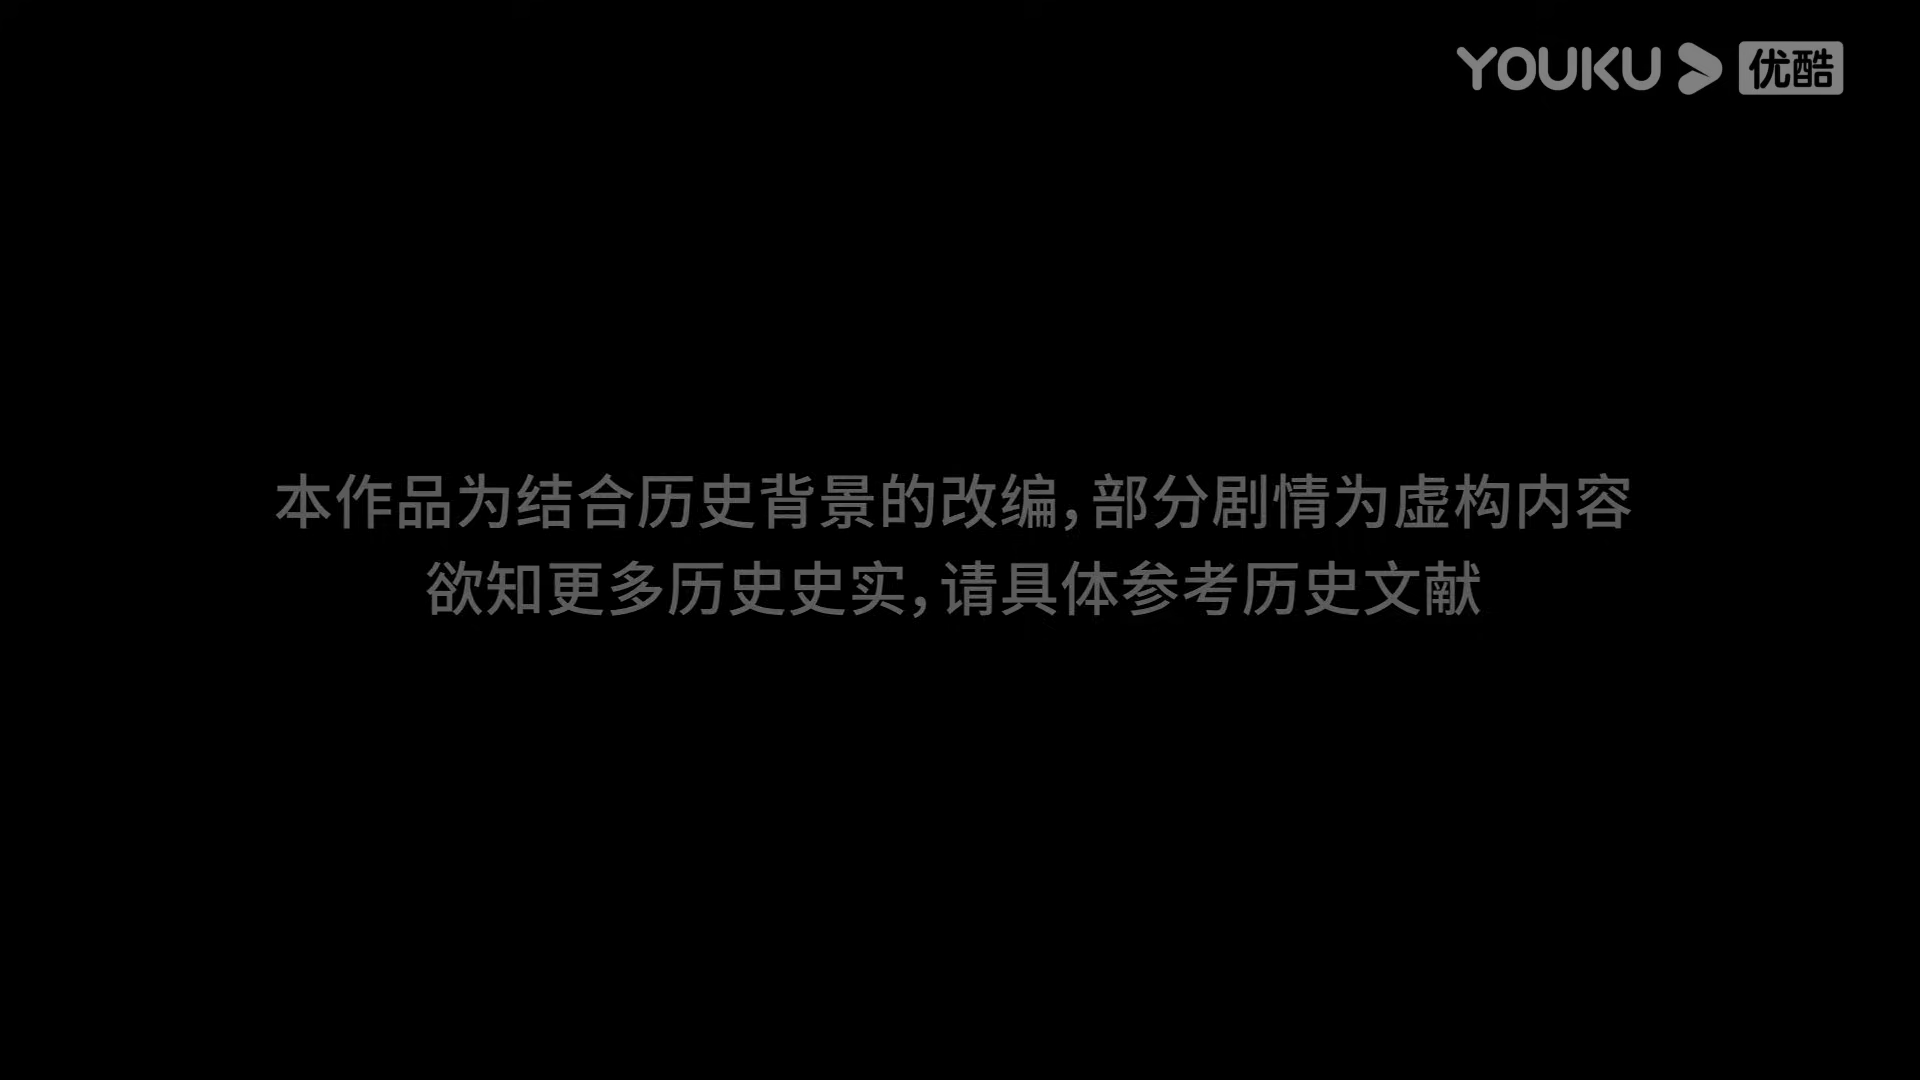 YOUKU 优酷
本作品为结合历史背景的改编，部分剧情为虚构内容
欲知更多历史史实，请具体参考历史文献